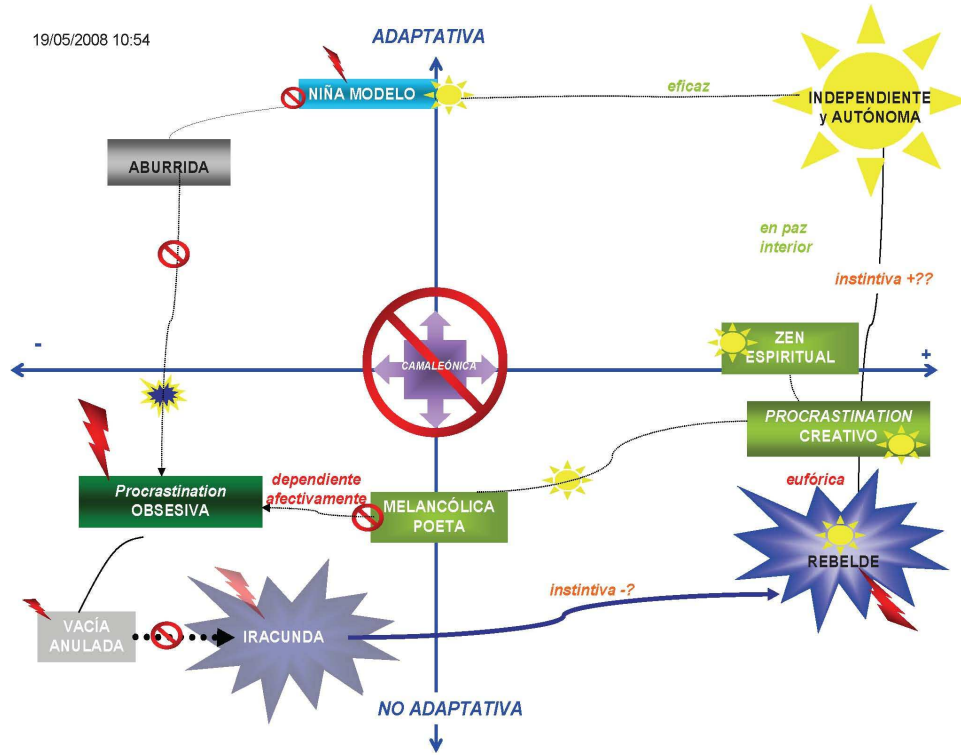 19/05/2008 10:54
ADAPTATIVA
NIÑA MODELO
eficaz
INDEPENDIENTE
y AUTÓNOMA
ABURRIDA
en paz
interior
instintiva +??
-
CAMALEÓNICA
ZEN
ESPIRITUAL
+
PROCRASTINATION
CREATIVO
Procrastination
OBSESIVA
dependiente
afectivamente
MELANCÓLICA
POETA
eufórica
REBELDE
VACÍA
ANULADA
IRACUNDA
instintiva -?
NO ADAPTATIVA